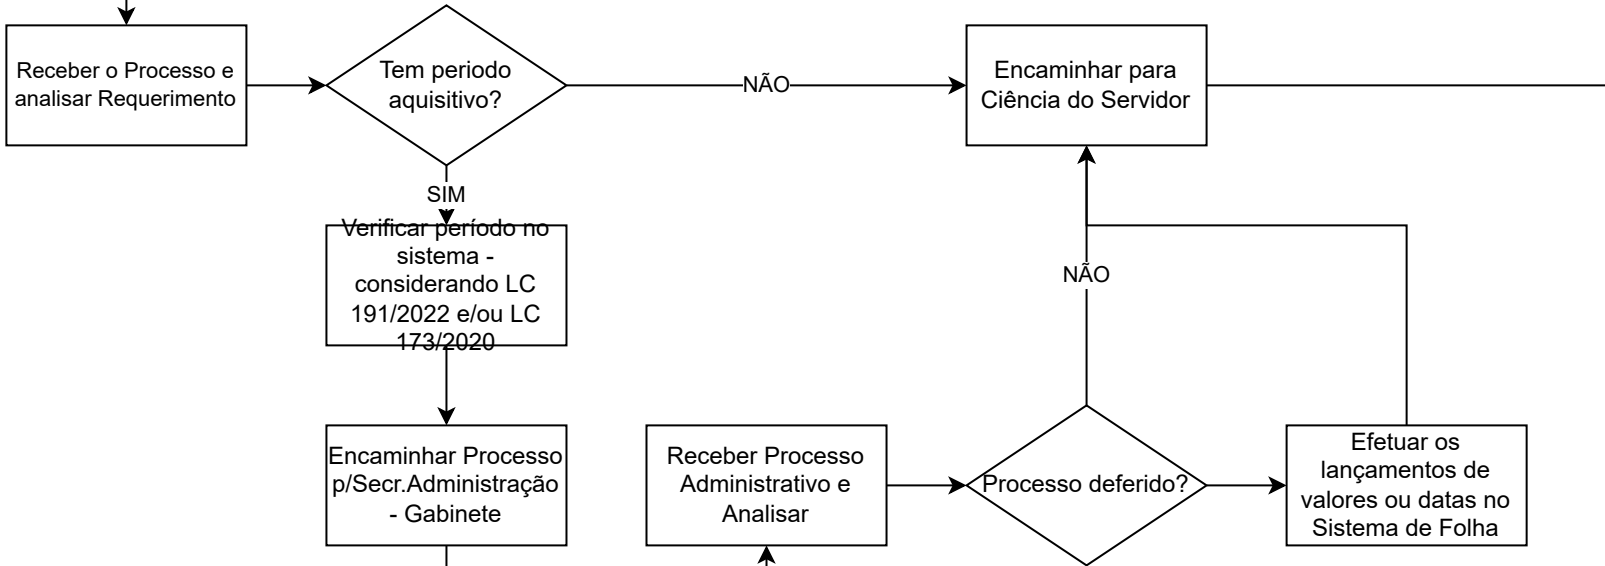 Receber o Processo e
analisar Requerimento
Tem periodo
aquisitivo?
NÃO
Encaminhar para
Ciência do Servidor
SIM
Verificar período no
sistema -
considerando LC
191/2022 e/ou LC
173/2020
NÃO
Encaminhar Processo
p/Secr.Administração
- Gabinete
Receber Processo
Administrativo e
Analisar
Processo deferido?
Efetuar os
lançamentos de
valores ou datas no
Sistema de Folha